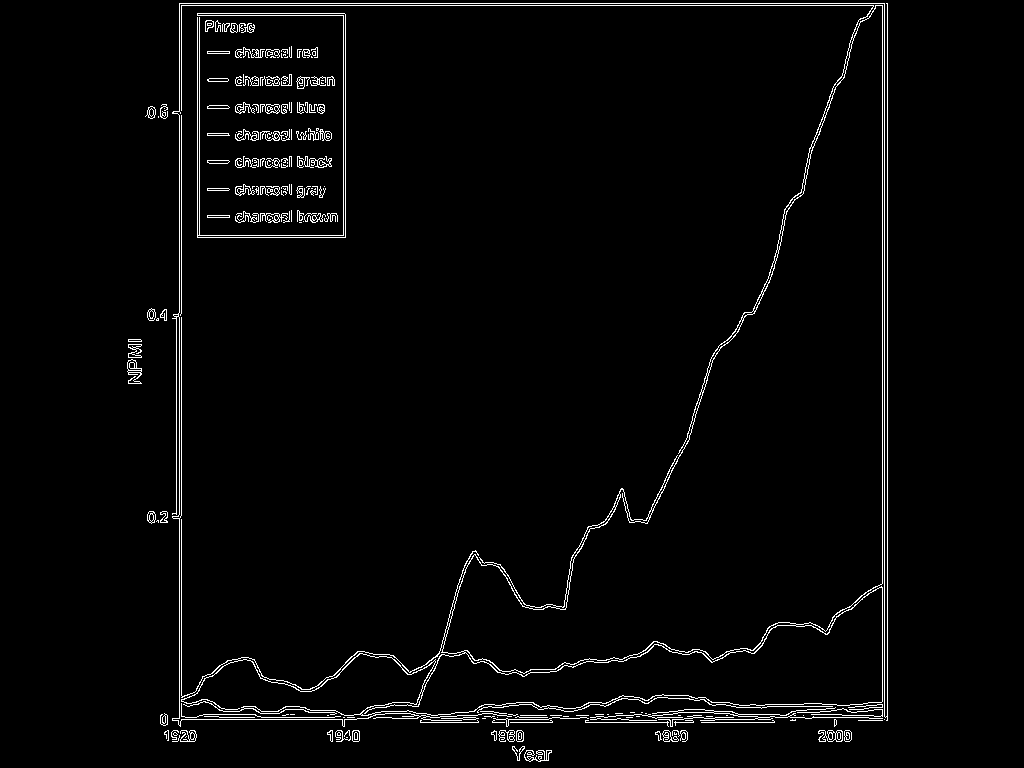 Phrase
charcoal red
charcoal green
charcoal blue
charcoal white
charcoal black
charcoal gray
charcoal brown
0.6
0.4
NPMI
0.2
0
1920 1940 1960 1980 2000
Year